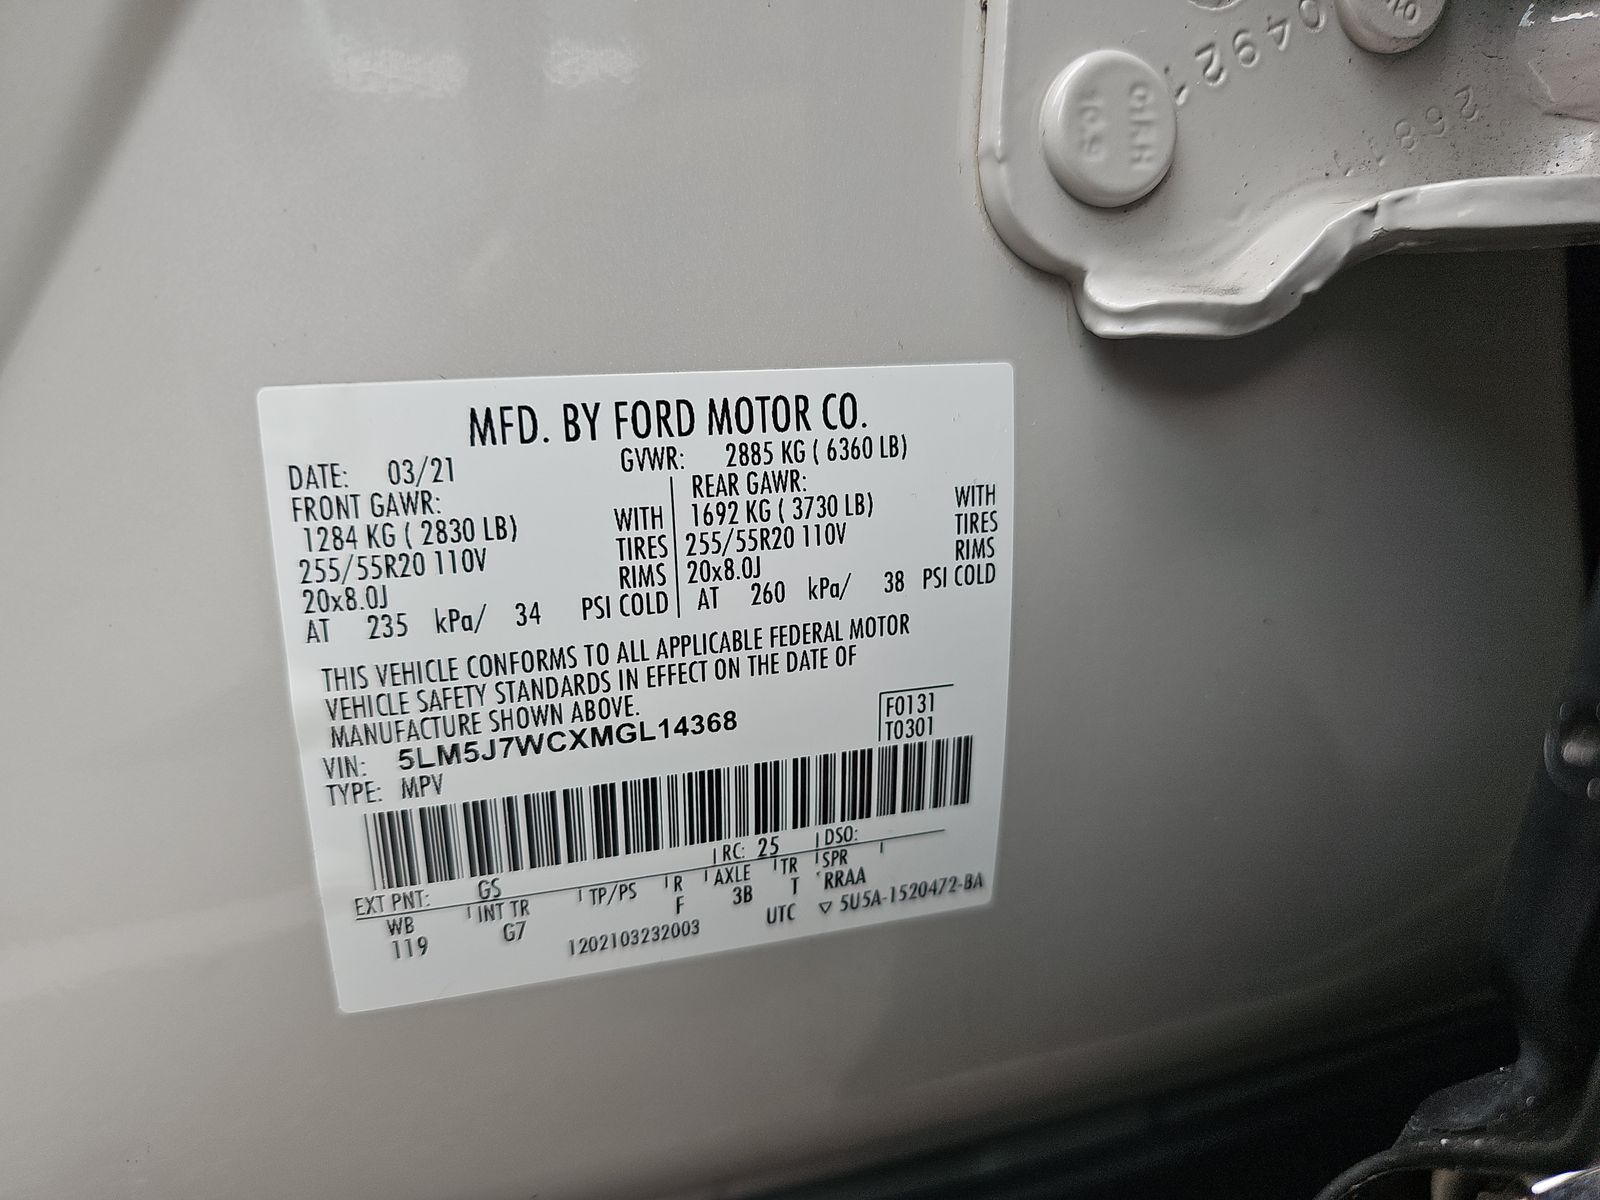 0492
26811
10.9
MFD. BY FORD MOTOR CO.
DATE: 03/21 GVWR: 2885 KG ( 6360 LB)
FRONT GAWR: REAR GAWR:
1284 KG ( 2830 LB) WITH 1692 KG ( 3730 LB) WITH
255/55R20 110V TIRES 255/55R20 110V TIRES
20x8.0J RIMS 20x8.0J RIMS
AT 235 kPa/ 34 PSI COLD AT 260 kPa/ 38 PSI COLD
THIS VEHICLE CONFORMS TO ALL APPLICABLE FEDERAL MOTOR
VEHICLE SAFETY STANDARDS IN EFFECT ON THE DATE OF
MANUFACTURE SHOWN ABOVE.
F0131
VIN: 5LM5J7WCXMGL14368 T0301
TYPE: MPV
EXT PNT: GS RC: 25 DSO:
WB INT TR TP/PS R AXLE TR SPR
119 G7 F 3B T RRAA
1202103232003 UTC ▽ 5U5A-1520472-BA